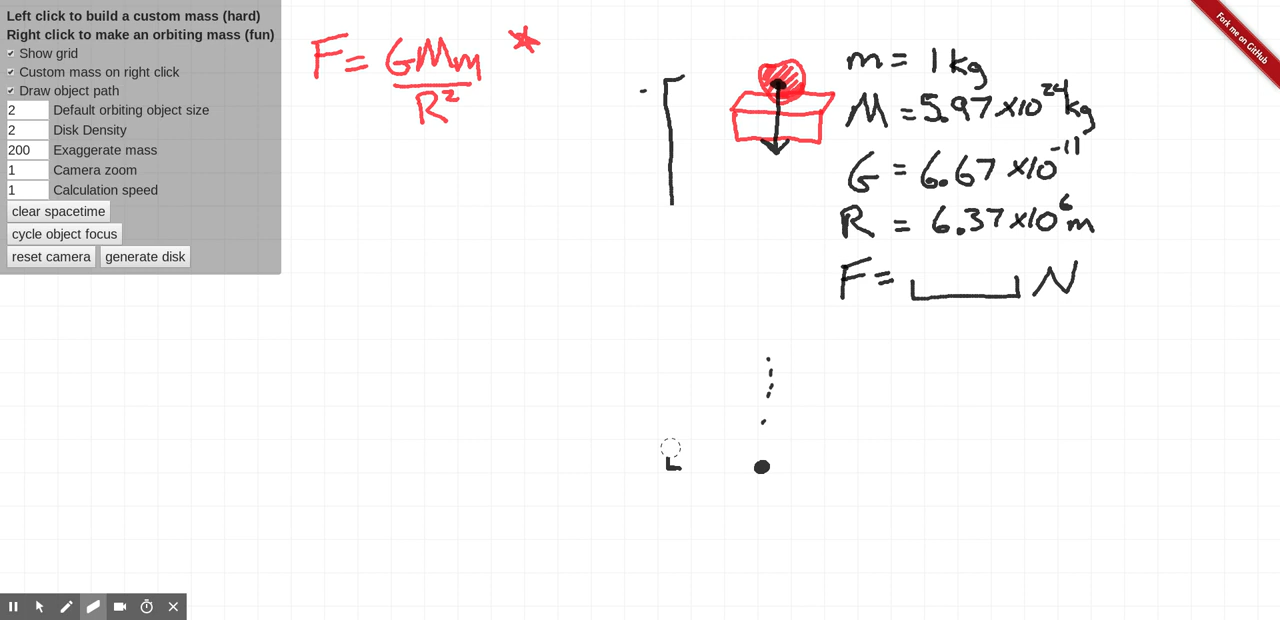 Left click to build a custom mass (hard)
Right click to make an orbiting mass (fun)
Show grid
Custom mass on right click
Draw object path
2 Default orbiting object size
2 Disk Density
200 Exaggerate mass
1 Camera zoom
1 Calculation speed
clear spacetime
cycle object focus
reset camera generate disk
F = GMm *
R²
m = 1 kg
M = 5.97 x10²⁴ kg
G = 6.67 x10⁻¹¹
R = 6.37 x10⁶ m
F = N
Fork me on GitHub